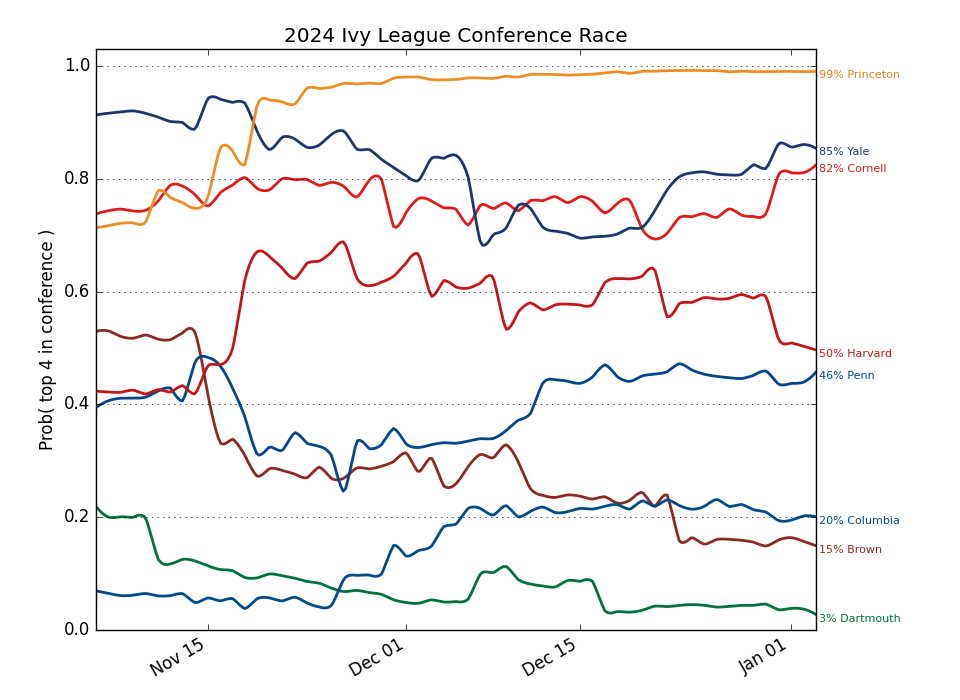 2024 Ivy League Conference Race
Prob( top 4 in conference )
1.0
0.8
0.6
0.4
0.2
0.0
Nov 15
Dec 01
Dec 15
Jan 01
99% Princeton
85% Yale
82% Cornell
50% Harvard
46% Penn
20% Columbia
15% Brown
3% Dartmouth